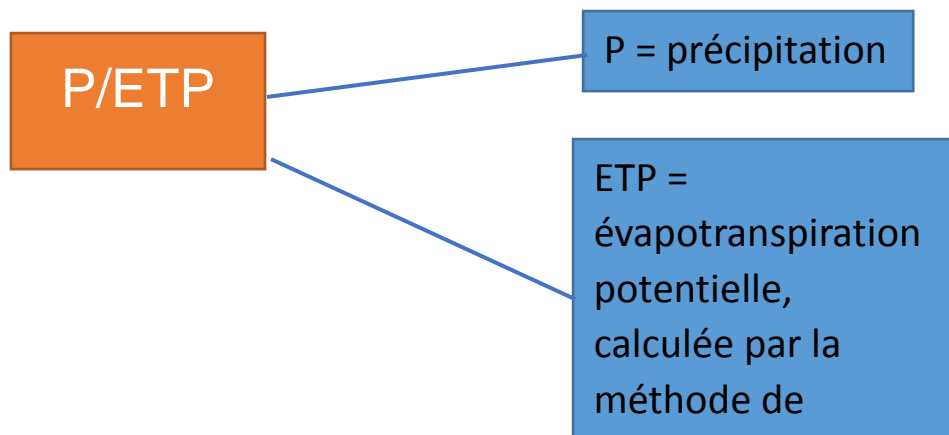 P/ETP
P = précipitation
ETP =
évapotranspiration
potentielle,
calculée par la
méthode de